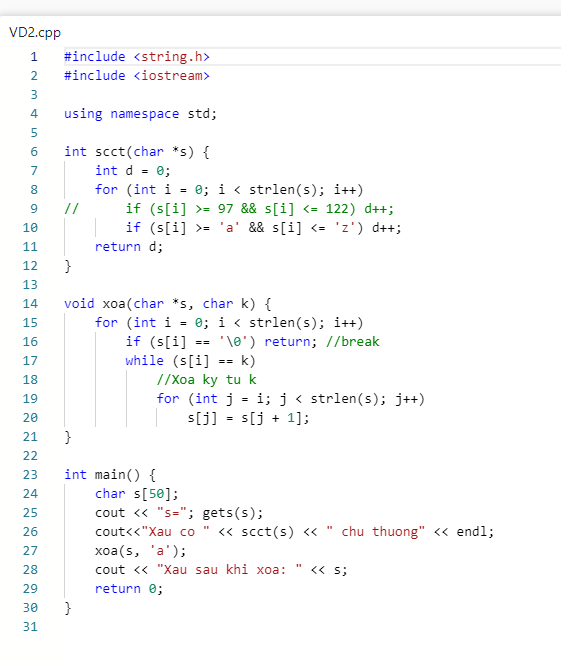 VD2.cpp
1 #include <string.h>
2 #include <iostream>
3
4 using namespace std;
5
6 int scct(char *s) {
7     int d = 0;
8     for (int i = 0; i < strlen(s); i++)
9 //      if (s[i] >= 97 && s[i] <= 122) d++;
10         if (s[i] >= 'a' && s[i] <= 'z') d++;
11     return d;
12 }
13
14 void xoa(char *s, char k) {
15     for (int i = 0; i < strlen(s); i++)
16         if (s[i] == '\0') return; //break
17         while (s[i] == k)
18             //Xoa ky tu k
19             for (int j = i; j < strlen(s); j++)
20                 s[j] = s[j + 1];
21 }
22
23 int main() {
24     char s[50];
25     cout << "s="; gets(s);
26     cout<<"Xau co " << scct(s) << " chu thuong" << endl;
27     xoa(s, 'a');
28     cout << "Xau sau khi xoa: " << s;
29     return 0;
30 }
31